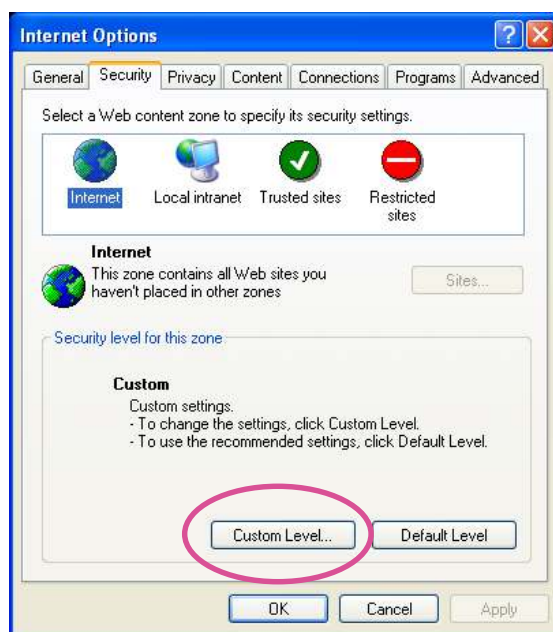 Internet Options
General Security Privacy Content Connections Programs Advanced
Select a Web content zone to specify its security settings.
Internet Local intranet Trusted sites Restricted
sites
Internet
This zone contains all Web sites you
haven't placed in other zones
Sites...
Security level for this zone
Custom
Custom settings.
- To change the settings, click Custom Level.
- To use the recommended settings, click Default Level.
Custom Level... Default Level
OK Cancel Apply